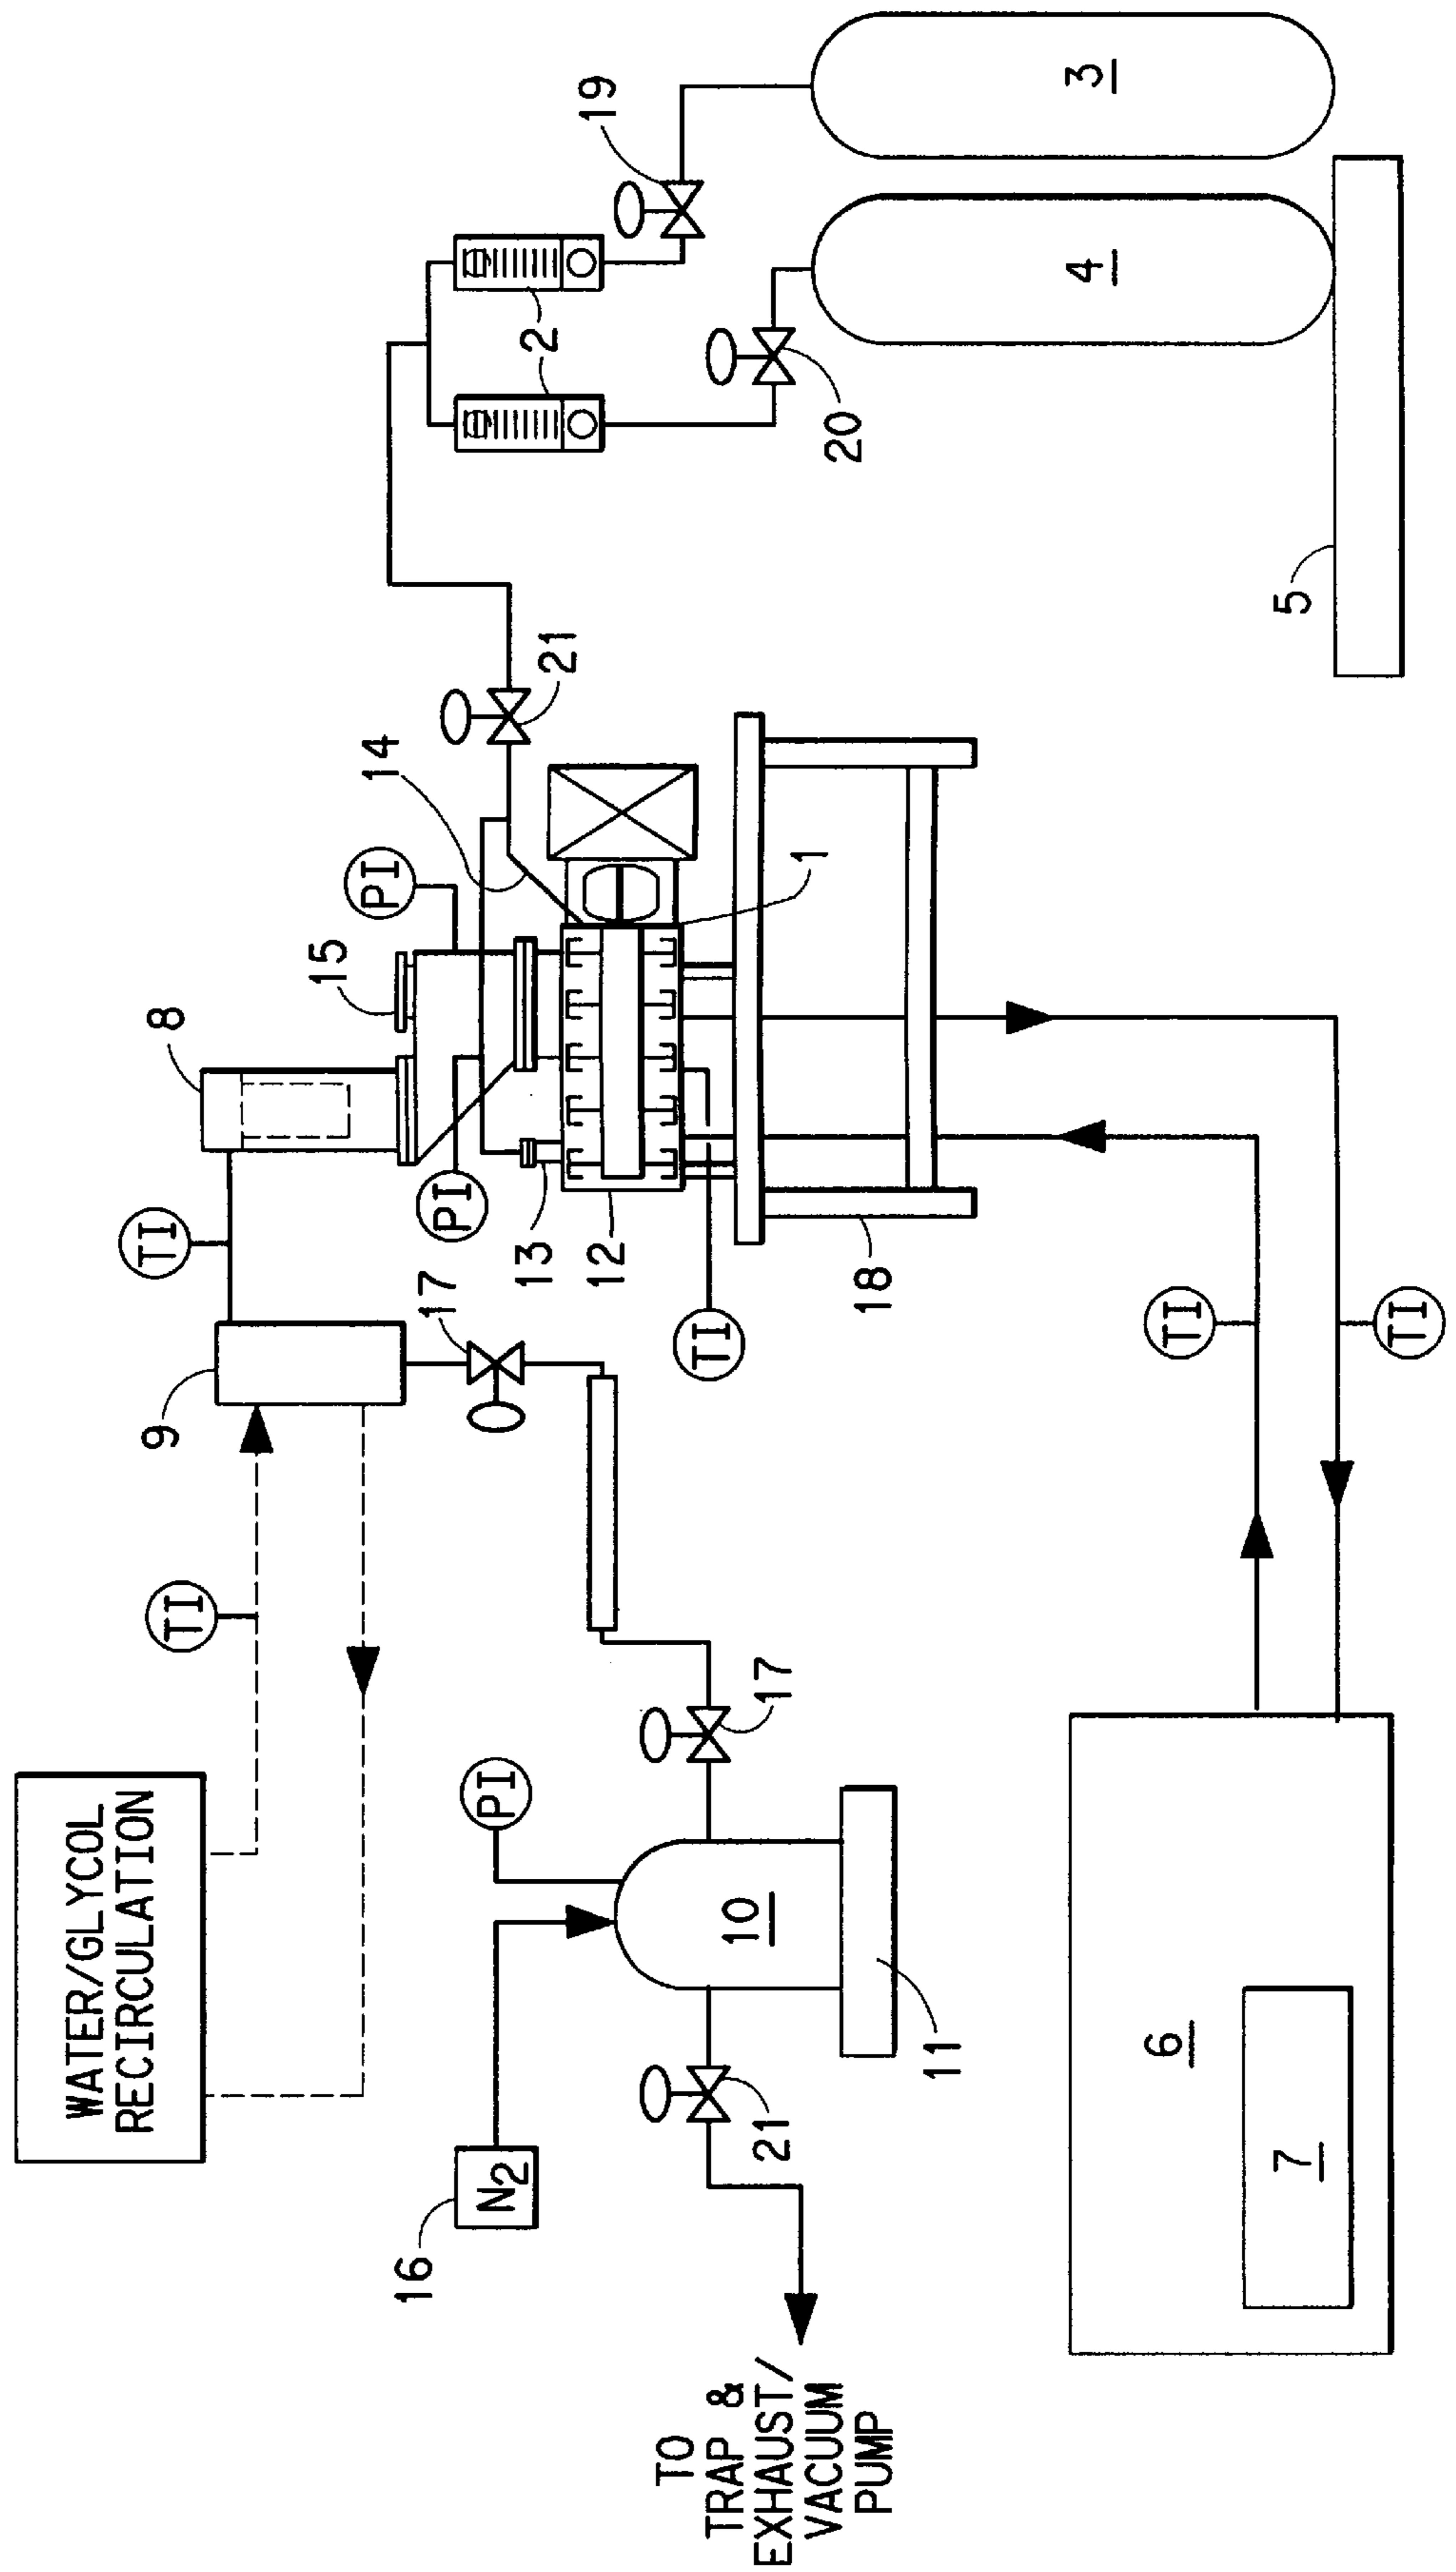 WATER/GLYCOL
RECIRCULATION
TI
9
TI
8
15
PI
14
PI
17
13
12
TI
18
1
21
2
19
20
3
4
5
16
N2
PI
10
17
11
21
TO
TRAP &
EXHAUST/
VACUUM
PUMP
6
7
TI
TI